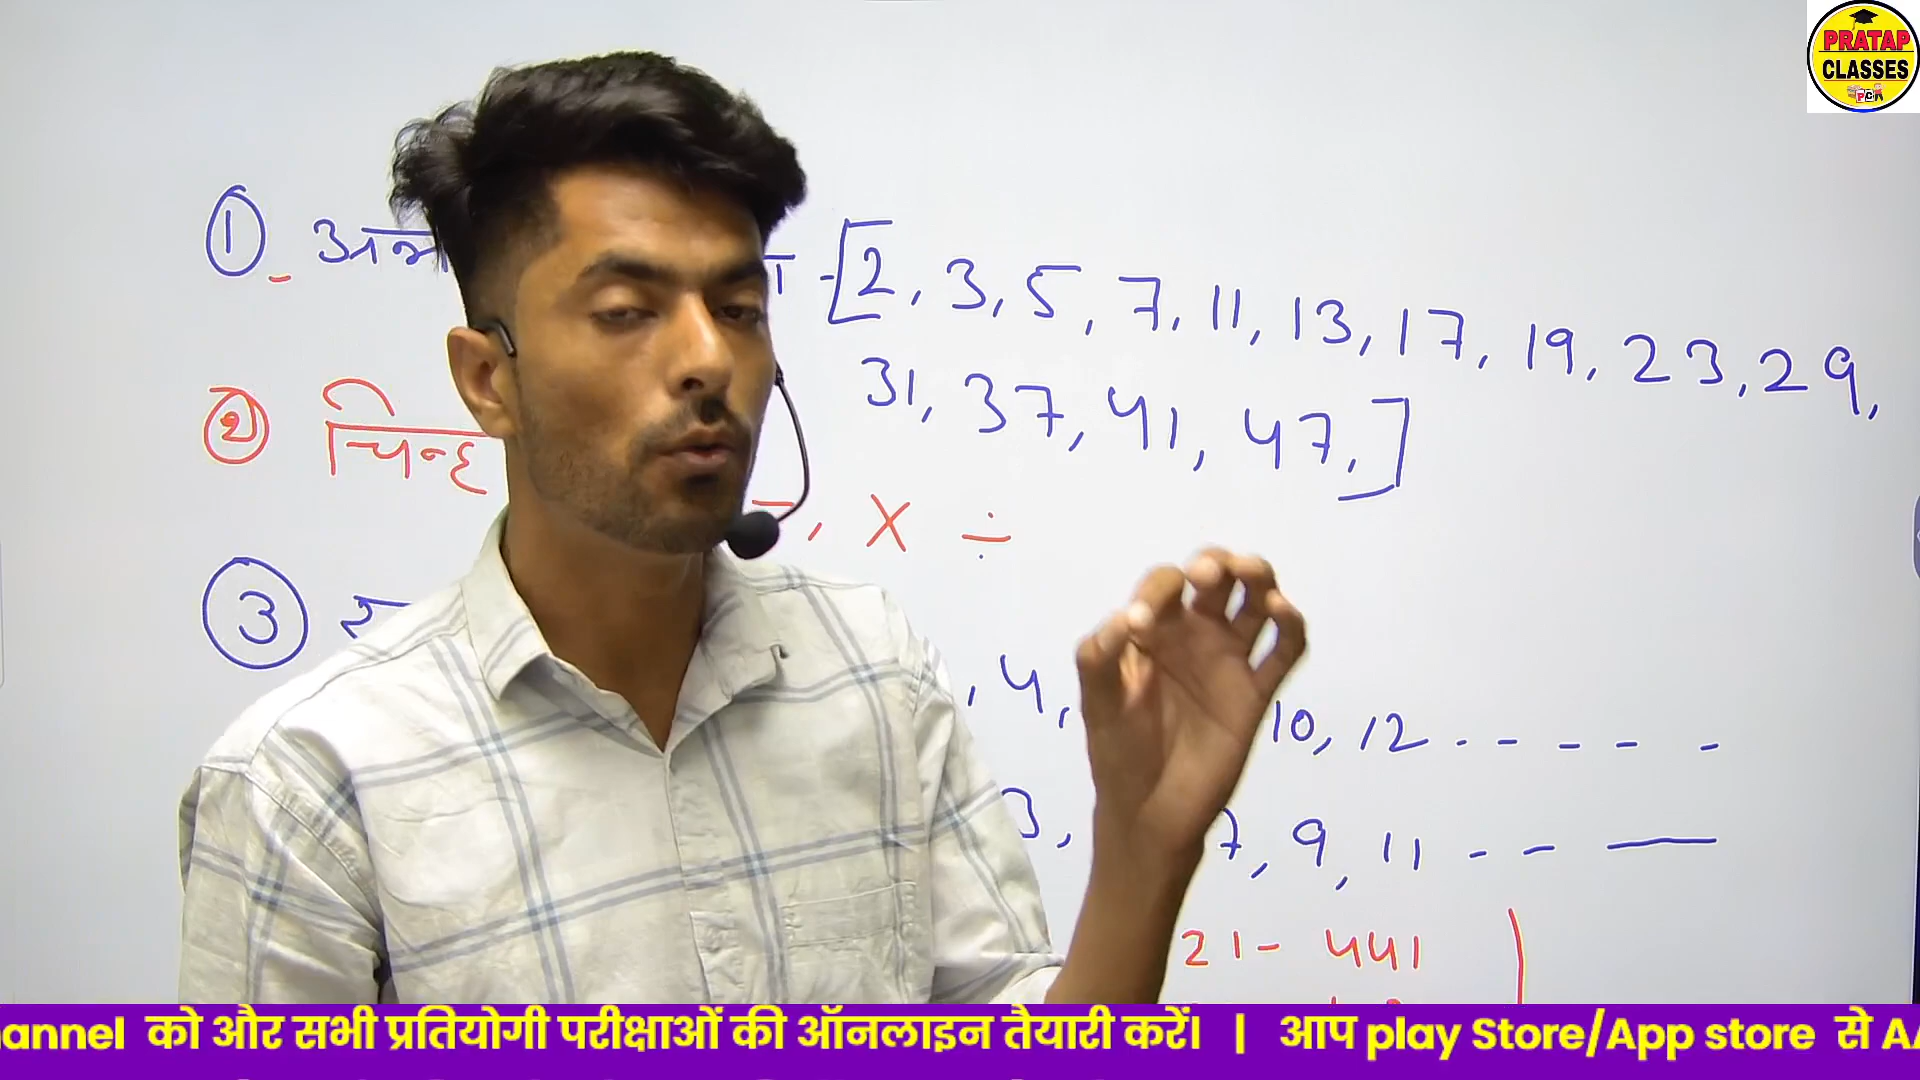 PRATAP
CLASSES
① - [2, 3, 5, 7, 11, 13, 17, 19, 23, 29,
31, 37, 41, 47,]
② चिन्ह -, × ÷
③
, 4, 10, 12 - - - - -
3, 7, 9, 11 - - —
21 - 441
hannel को और सभी प्रतियोगी परीक्षाओं की ऑनलाइन तैयारी करें। | आप play Store/App store से A